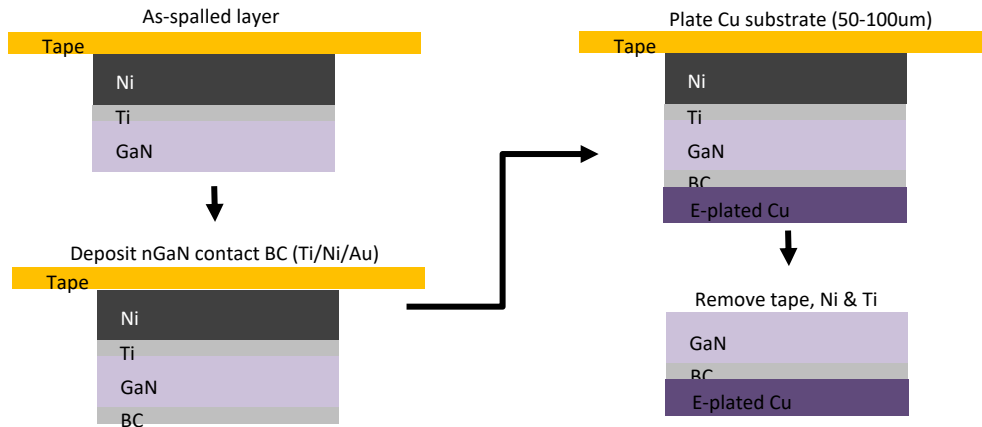 As-spalled layer
Tape
Ni
Ti
GaN
Deposit nGaN contact BC (Ti/Ni/Au)
Tape
Ni
Ti
GaN
BC
Plate Cu substrate (50-100um)
Tape
Ni
Ti
GaN
BC
E-plated Cu
Remove tape, Ni & Ti
GaN
BC
E-plated Cu